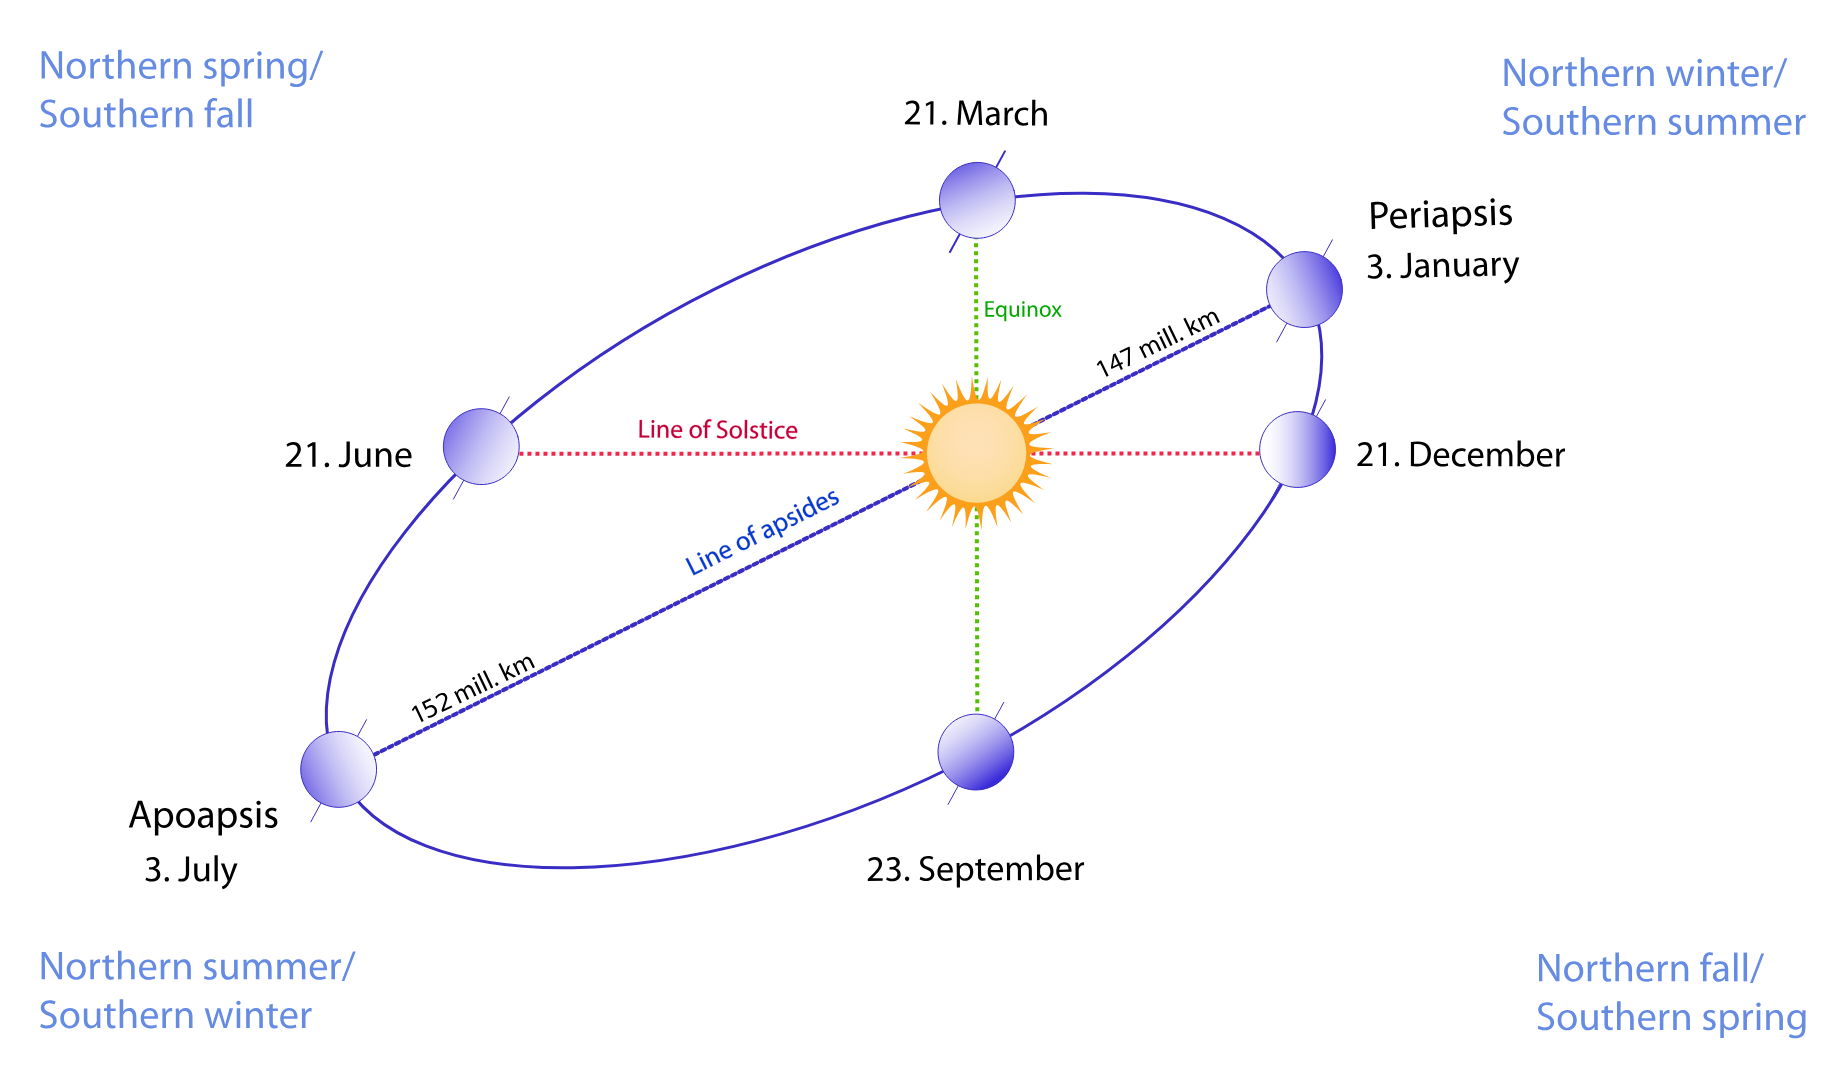 Northern spring/
Southern fall
Northern winter/
Southern summer
21. March
Periapsis
3. January
Equinox
147 mill. km
Line of Solstice
21. June
21. December
Line of apsides
152 mill. km
Apoapsis
3. July
23. September
Northern summer/
Southern winter
Northern fall/
Southern spring